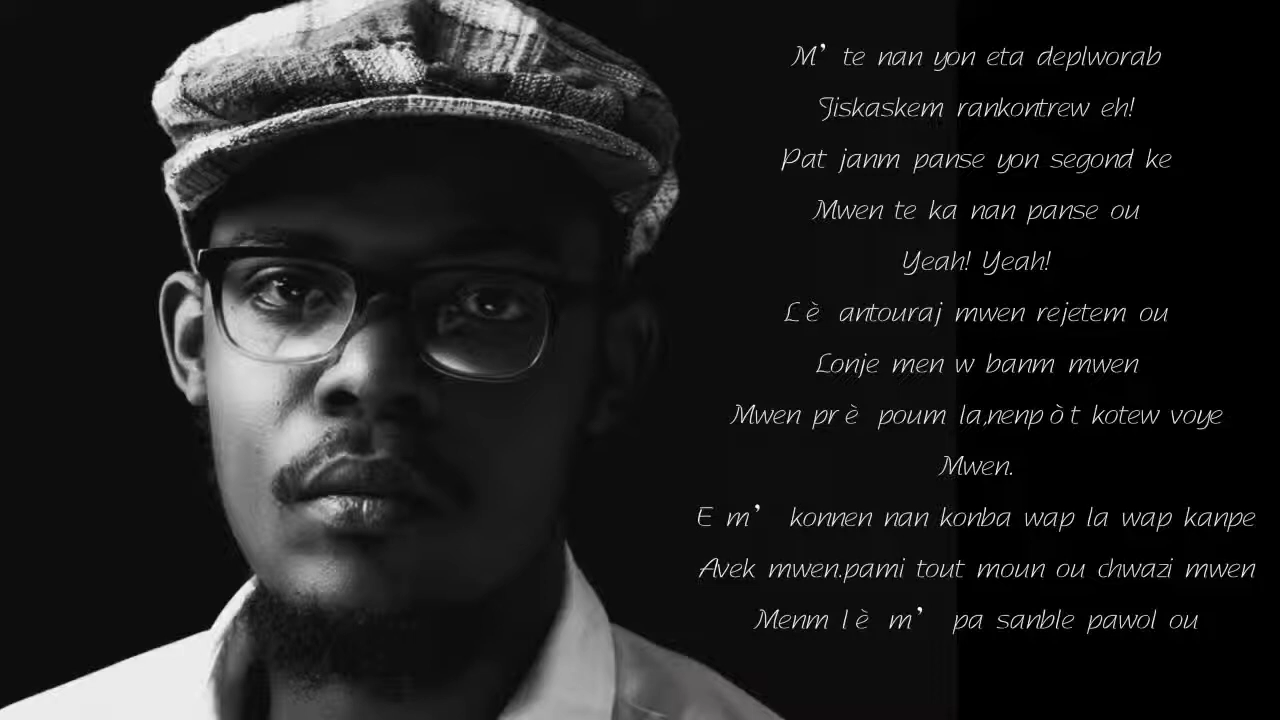 M’ te nan yon eta deplworab
Jiskaskem rankontrew eh!
Pat janm panse yon segond ke
Mwen te ka nan panse ou
Yeah! Yeah!
Lè antouraj mwen rejetem ou
Lonje men w banm mwen
Mwen prè poum la,nenpòt kotew voye
Mwen.
E m’ konnen nan konba wap la wap kanpe
Avek mwen.pami tout moun ou chwazi mwen
Menm lè m’ pa sanble pawol ou